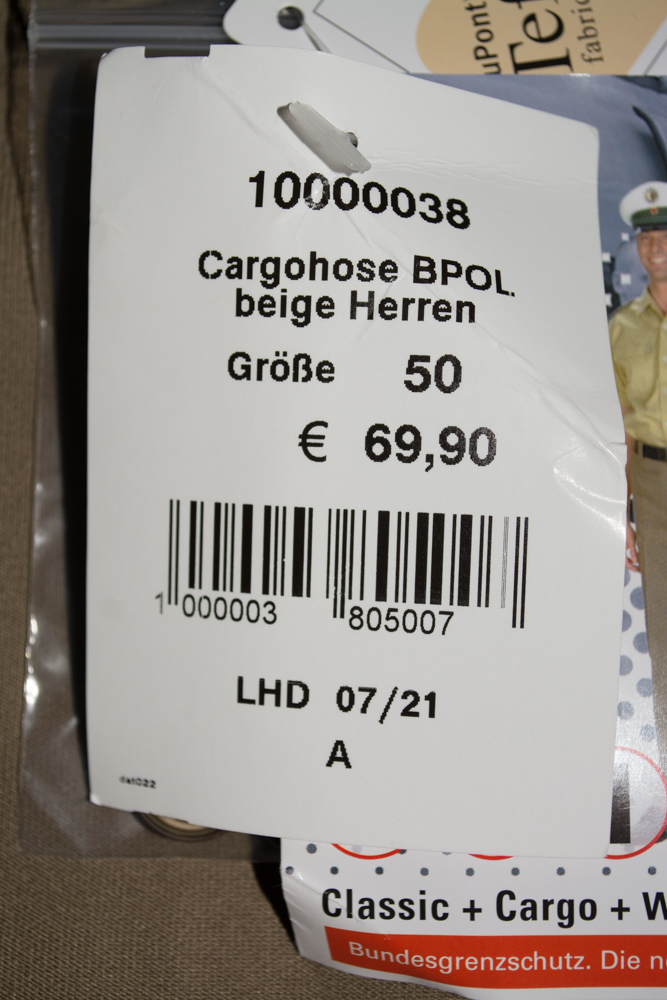 uPont
Tef
fabric
10000038
Cargohose BPOL.
beige Herren
Größe 50
€ 69,90
1 000003 805007
LHD 07/21
A
Classic + Cargo + W
Bundesgrenzschutz. Die n